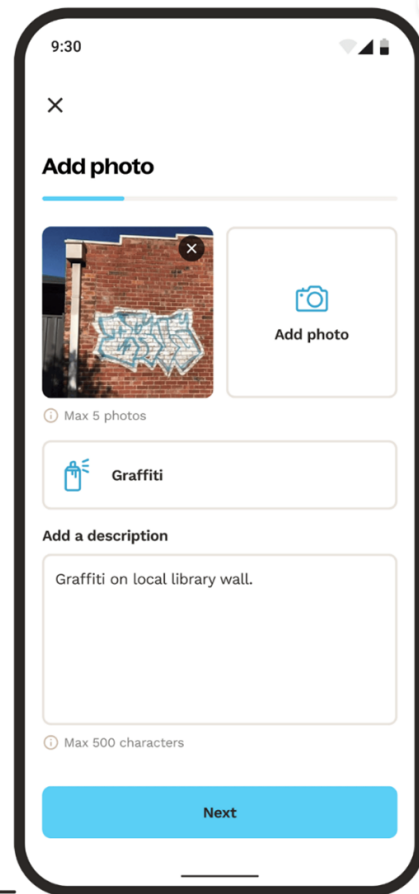 9:30
Add photo
Add photo
Max 5 photos
Graffiti
Add a description
Graffiti on local library wall.
Max 500 characters
Next